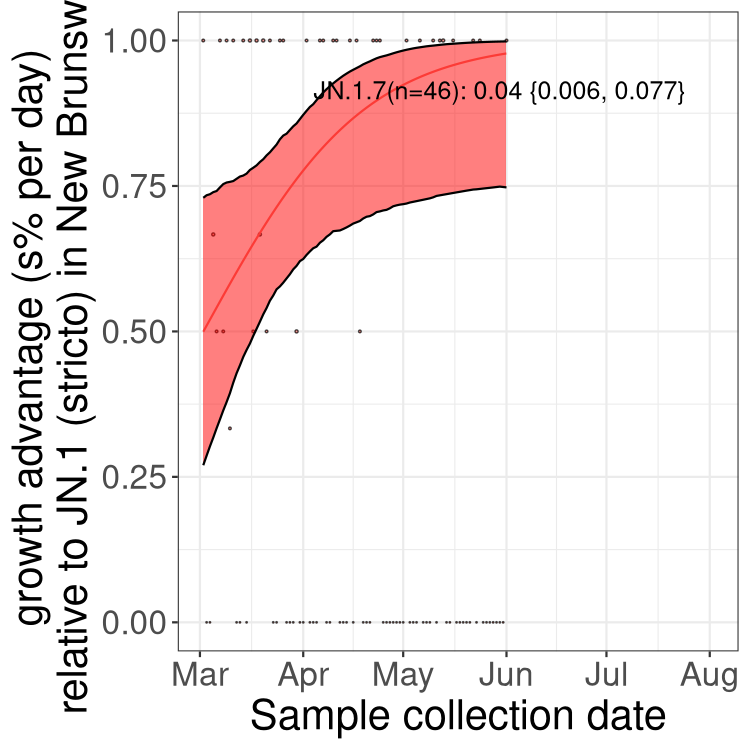 growth advantage (s% per day)
relative to JN.1 (stricto) in New Brunsw
1.00
0.75
0.50
0.25
0.00
JN.1.7(n=46): 0.04 {0.006, 0.077}
Mar Apr May Jun Jul Aug
Sample collection date